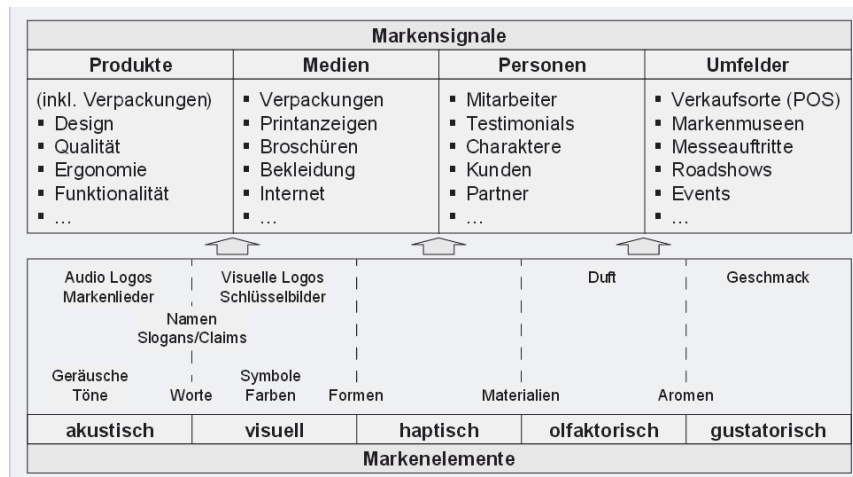 Markensignale
Produkte
(inkl. Verpackungen)
▪ Design
▪ Qualität
▪ Ergonomie
▪ Funktionalität
▪ ...
Medien
▪ Verpackungen
▪ Printanzeigen
▪ Broschüren
▪ Bekleidung
▪ Internet
▪ ...
Personen
▪ Mitarbeiter
▪ Testimonials
▪ Charaktere
▪ Kunden
▪ Partner
▪ ...
Umfelder
▪ Verkaufsorte (POS)
▪ Markenmuseen
▪ Messeauftritte
▪ Roadshows
▪ Events
▪ ...
Audio Logos
Markenlieder
Visuelle Logos
Schlüsselbilder
Duft
Geschmack
Namen
Slogans/Claims
Geräusche
Töne
Worte
Symbole
Farben
Formen
Materialien
Aromen
akustisch
visuell
haptisch
olfaktorisch
gustatorisch
Markenelemente